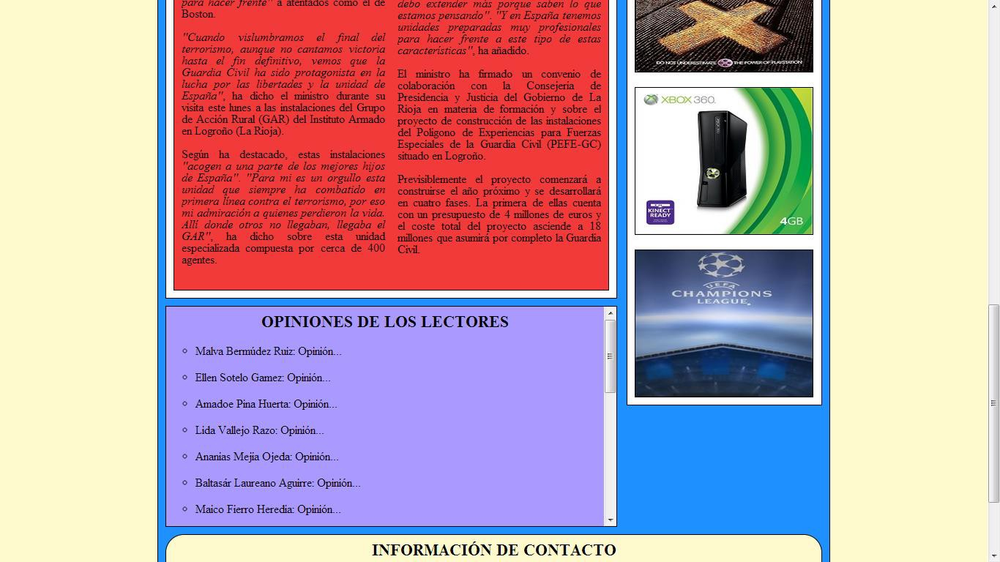 para hacer frente" a atentados como el de
Boston.
"Cuando vislumbramos el final del
terrorismo, aunque no cantamos victoria
hasta el fin definitivo, vemos que la
Guardia Civil ha sido protagonista en la
lucha por las libertades y la unidad de
España", ha dicho el ministro durante su
visita este lunes a las instalaciones del Grupo
de Acción Rural (GAR) del Instituto Armado
en Logroño (La Rioja).
Según ha destacado, estas instalaciones
"acogen a una parte de los mejores hijos
de España". "Para mi es un orgullo esta
unidad que siempre ha combatido en
primera línea contra el terrorismo, por eso
mi admiración a quienes perdieron la vida.
Allí donde otros no llegaban, llegaba el
GAR", ha dicho sobre esta unidad
especializada compuesta por cerca de 400
agentes.
debo extender más porque saben lo que
estamos pensando". "Y en España tenemos
unidades preparadas muy profesionales
para hacer frente a este tipo de estas
características", ha añadido.
El ministro ha firmado un convenio de
colaboración con la Consejería de
Presidencia y Justicia del Gobierno de La
Rioja en materia de formación y sobre el
proyecto de construcción de las instalaciones
del Polígono de Experiencias para Fuerzas
Especiales de la Guardia Civil (PEFE-GC)
situado en Logroño.
Previsiblemente el proyecto comenzará a
construirse el año próximo y se desarrollará
en cuatro fases. La primera de ellas cuenta
con un presupuesto de 4 millones de euros y
el coste total del proyecto asciende a 18
millones que asumirá por completo la Guardia
Civil.
DO NOT UNDERESTIMATE THE POWER OF PLAYSTATION
XBOX 360
XBOX 360
KINECT
READY
4GB
UEFA
CHAMPIONS
LEAGUE
OPINIONES DE LOS LECTORES
Malva Bermúdez Ruiz: Opinión...
Ellen Sotelo Gamez: Opinión...
Amadoe Pina Huerta: Opinión...
Lida Vallejo Razo: Opinión...
Ananias Mejia Ojeda: Opinión...
Baltasár Laureano Aguirre: Opinión...
Maico Fierro Heredia: Opinión...
INFORMACIÓN DE CONTACTO